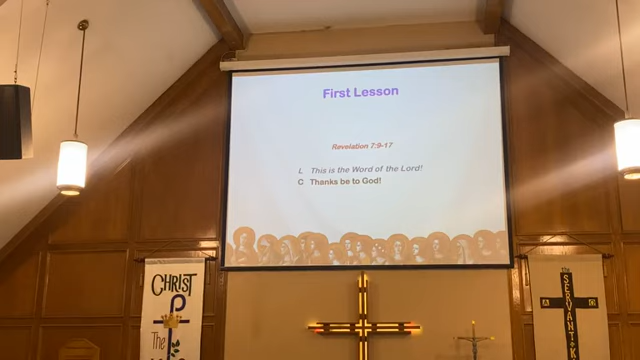 First Lesson
Revelation 7:9-17
L This is the Word of the Lord!
C Thanks be to God!
CHRIST
The
The
SERVANT
A